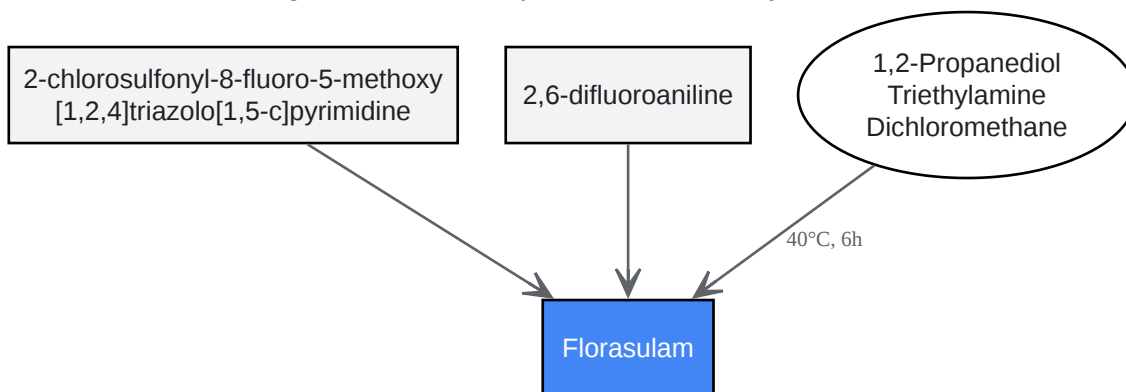 2-chlorosulfonyl-8-fluoro-5-methoxy
[1,2,4]triazolo[1,5-c]pyrimidine
2,6-difluoroaniline
1,2-Propanediol
Triethylamine
Dichloromethane
40°C, 6h
Florasulam